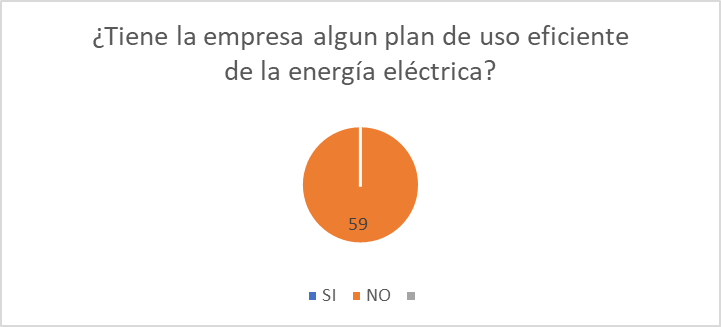 ¿Tiene la empresa algun plan de uso eficiente
de la energía eléctrica?
59
SI NO